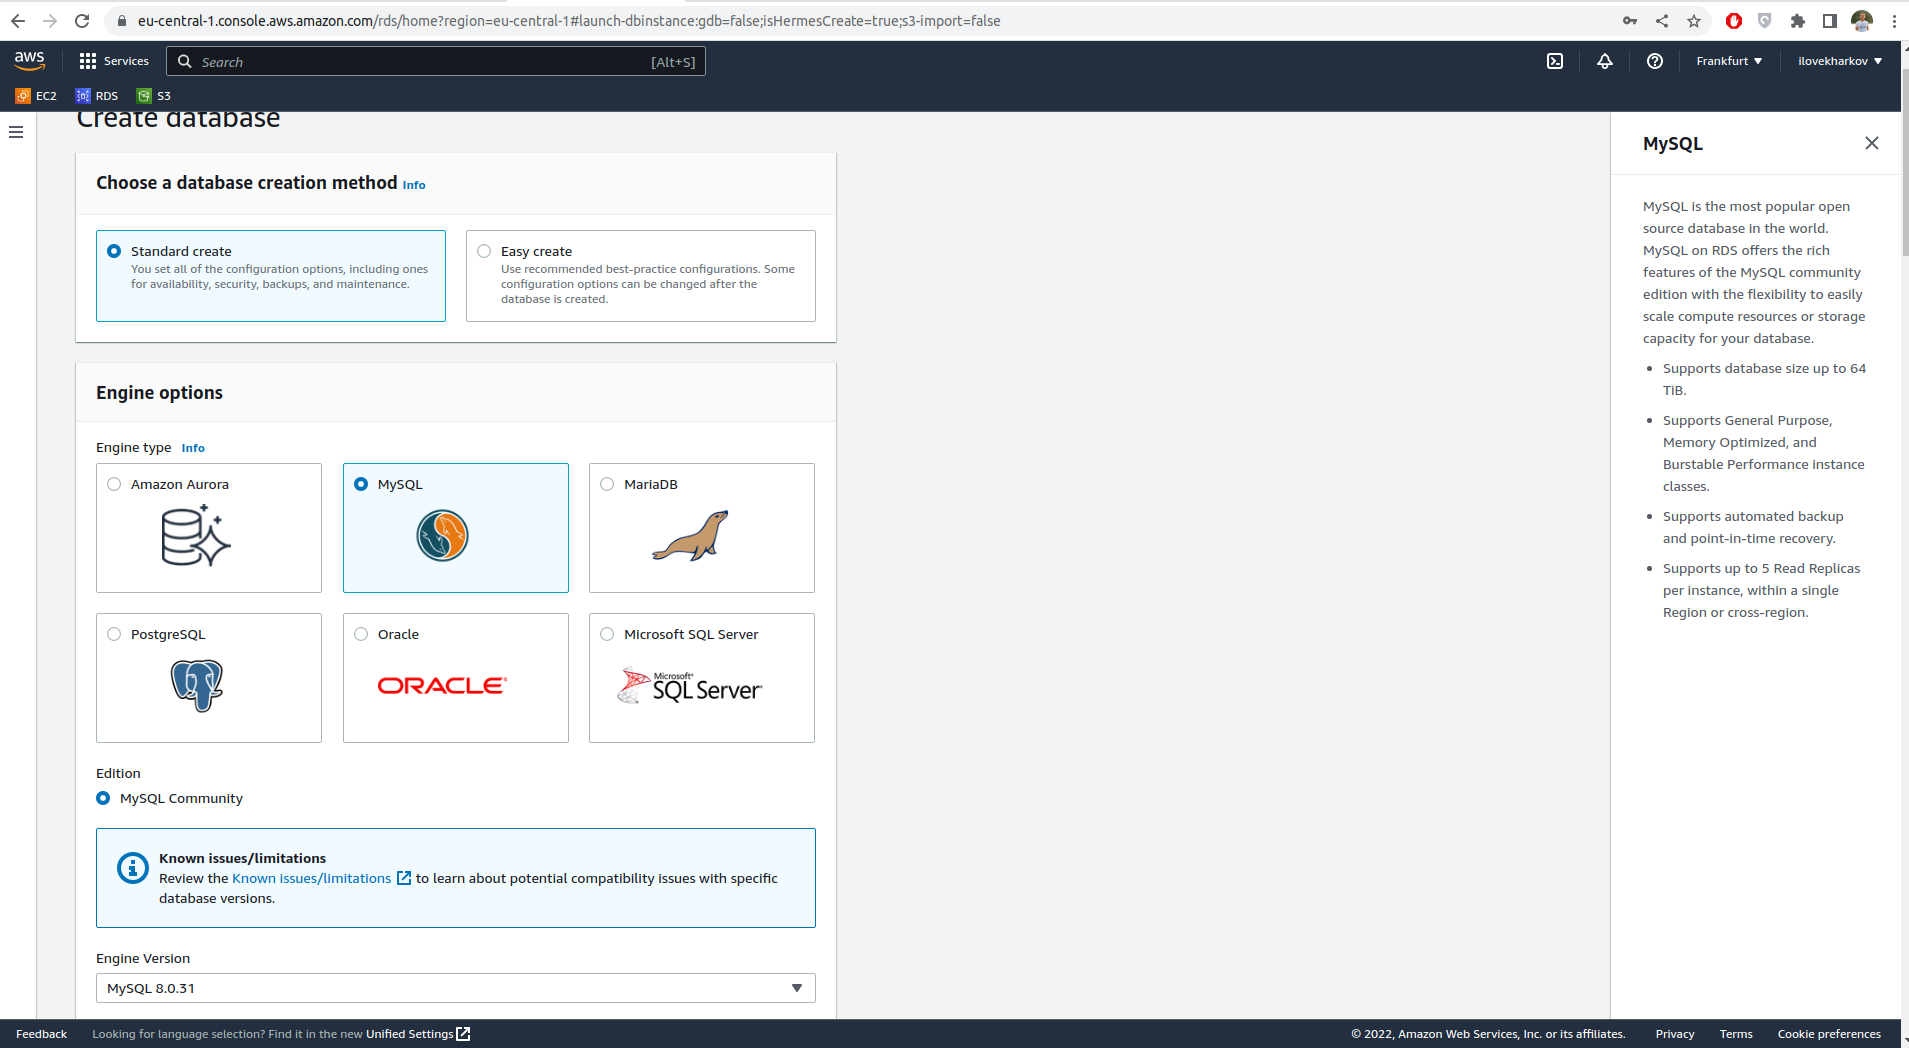 eu-central-1.console.aws.amazon.com/rds/home?region=eu-central-1#launch-dbinstance:gdb=false;isHermesCreate=true;s3-import=false
aws
Services
Search
[Alt+S]
Frankfurt
ilovekharkov
EC2
RDS
S3
Create database
Choose a database creation method Info
Standard create
You set all of the configuration options, including ones
for availability, security, backups, and maintenance.
Easy create
Use recommended best-practice configurations. Some
configuration options can be changed after the
database is created.
Engine options
Engine type Info
Amazon Aurora
MySQL
MariaDB
PostgreSQL
Oracle
ORACLE
Microsoft SQL Server
Microsoft
SQL Server
Edition
MySQL Community
Known issues/limitations
Review the Known issues/limitations to learn about potential compatibility issues with specific
database versions.
Engine Version
MySQL 8.0.31
MySQL
MySQL is the most popular open
source database in the world.
MySQL on RDS offers the rich
features of the MySQL community
edition with the flexibility to easily
scale compute resources or storage
capacity for your database.
• Supports database size up to 64
TiB.
• Supports General Purpose,
Memory Optimized, and
Burstable Performance instance
classes.
• Supports automated backup
and point-in-time recovery.
• Supports up to 5 Read Replicas
per instance, within a single
Region or cross-region.
Feedback
Looking for language selection? Find it in the new Unified Settings
© 2022, Amazon Web Services, Inc. or its affiliates.
Privacy
Terms
Cookie preferences